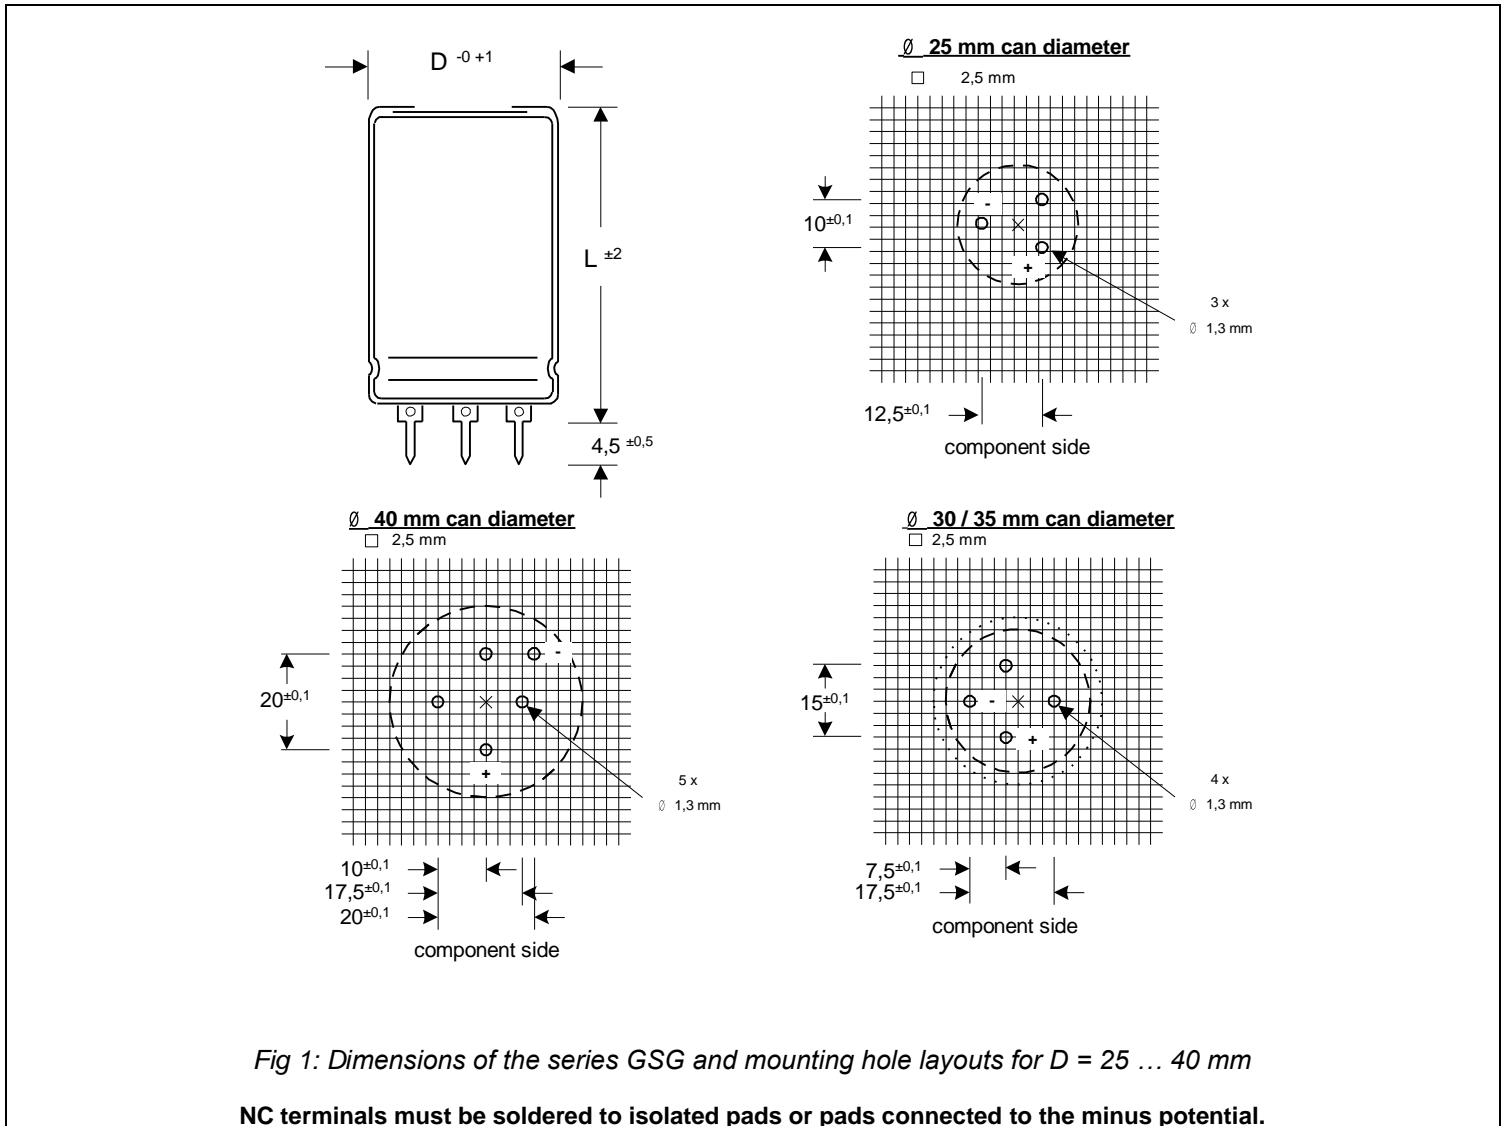 D -0 +1
L ±2
4,5 ±0,5
Ø 25 mm can diameter
□ 2,5 mm
-
10±0,1
+
3 x
Ø 1,3 mm
12,5±0,1
component side
Ø 40 mm can diameter
□ 2,5 mm
-
20±0,1
+
5 x
Ø 1,3 mm
10±0,1
17,5±0,1
20±0,1
component side
Ø 30 / 35 mm can diameter
□ 2,5 mm
15±0,1
-
+
4 x
Ø 1,3 mm
7,5±0,1
17,5±0,1
component side
Fig 1: Dimensions of the series GSG and mounting hole layouts for D = 25 … 40 mm
NC terminals must be soldered to isolated pads or pads connected to the minus potential.